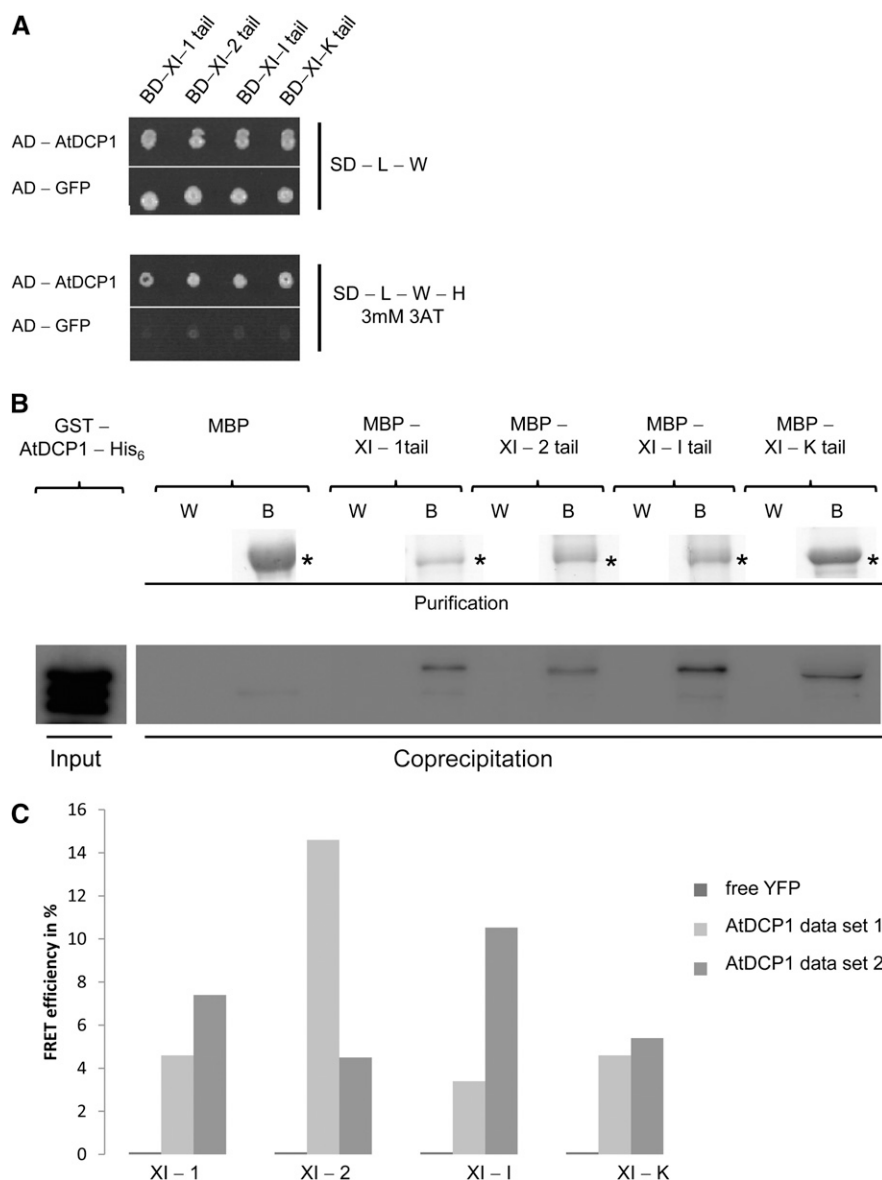 A
BD–XI–1 tail
BD–XI–2 tail
BD–XI–I tail
BD–XI–K tail
AD – AtDCP1
AD – GFP
SD – L – W
AD – AtDCP1
AD – GFP
SD – L – W – H
3mM 3AT
B
GST –
AtDCP1 – His6
MBP
MBP –
XI – 1tail
MBP –
XI – 2 tail
MBP –
XI – I tail
MBP –
XI – K tail
W B W B W B W B W B
* * * * *
Purification
Input
Coprecipitation
C
FRET efficiency in %
16
14
12
10
8
6
4
2
0
XI – 1
XI – 2
XI – I
XI – K
free YFP
AtDCP1 data set 1
AtDCP1 data set 2